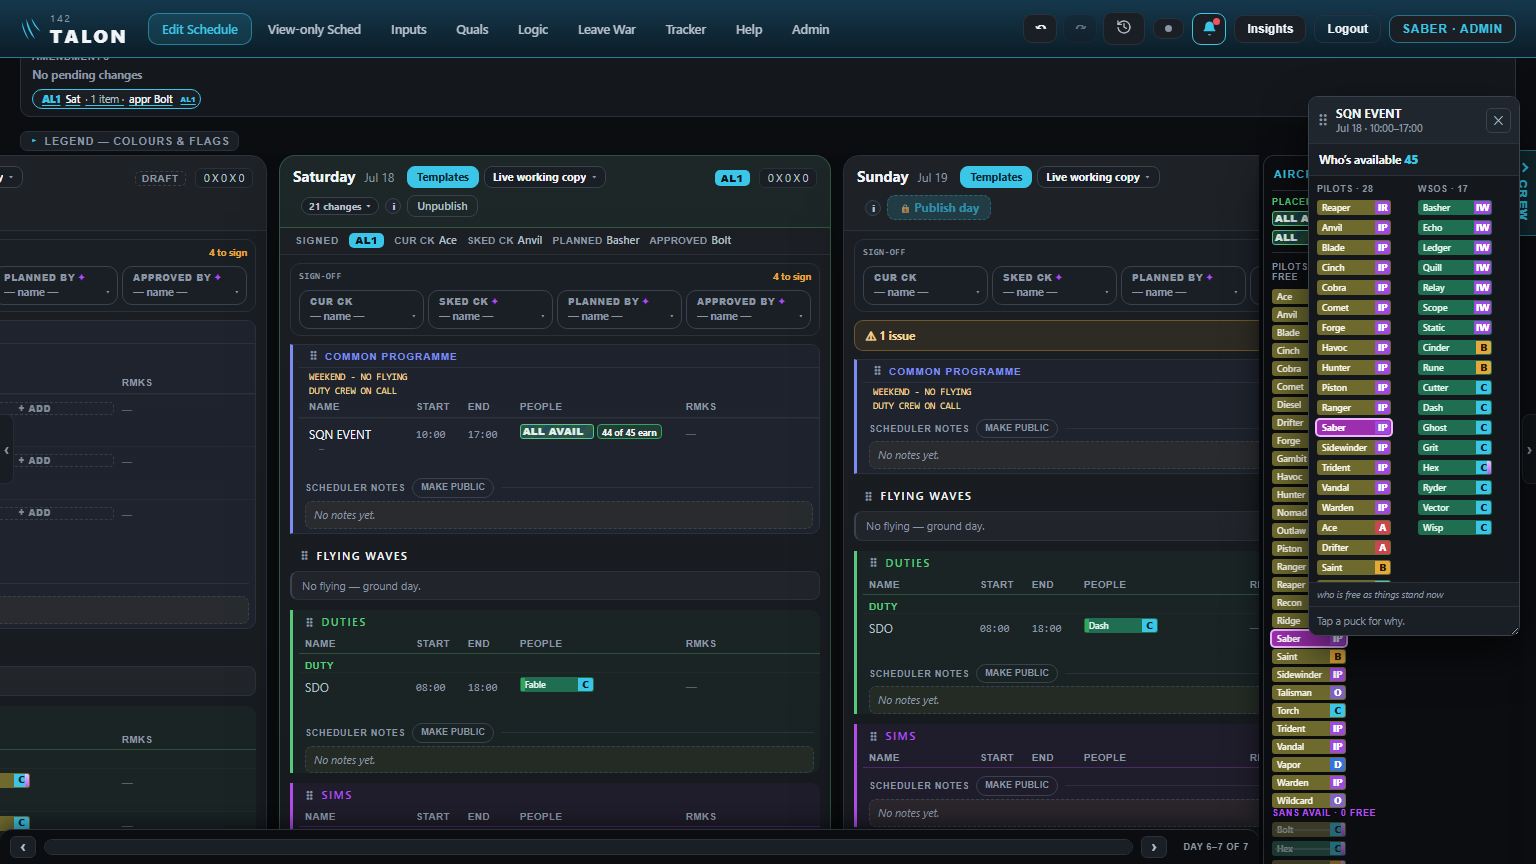 142
TALON
Edit Schedule
View-only Sched
Inputs
Quals
Logic
Leave War
Tracker
Help
Admin
Insights
Logout
SABER · ADMIN
No pending changes
AL1 Sat · 1 item · appr Bolt AL1
LEGEND — COLOURS & FLAGS
DRAFT
0X0X0
4 to sign
PLANNED BY ✦
— name —
APPROVED BY ✦
— name —
RMKS
+ ADD —
+ ADD —
+ ADD —
RMKS
C —
C —
Saturday Jul 18 Templates Live working copy AL1 0X0X0
21 changes i Unpublish
SIGNED AL1 CUR CK Ace SKED CK Anvil PLANNED Basher APPROVED Bolt
SIGN-OFF 4 to sign
CUR CK SKED CK ✦ PLANNED BY ✦ APPROVED BY ✦
— name — — name — — name — — name —
COMMON PROGRAMME
WEEKEND - NO FLYING
DUTY CREW ON CALL
NAME START END PEOPLE RMKS
SQN EVENT 10:00 17:00 ALL AVAIL 44 of 45 earn —
—
SCHEDULER NOTES MAKE PUBLIC
No notes yet.
FLYING WAVES
No flying — ground day.
DUTIES
NAME START END PEOPLE RMKS
DUTY
SDO 08:00 18:00 Fable C —
SCHEDULER NOTES MAKE PUBLIC
No notes yet.
SIMS
NAME START END PEOPLE RMKS
Sunday Jul 19 Templates Live working copy
i Publish day
SIGN-OFF
CUR CK SKED CK ✦ PLANNED BY ✦
— name — — name — — name —
1 issue
COMMON PROGRAMME
WEEKEND - NO FLYING
DUTY CREW ON CALL
SCHEDULER NOTES MAKE PUBLIC
No notes yet.
FLYING WAVES
No flying — ground day.
DUTIES
NAME START END PEOPLE
DUTY
SDO 08:00 18:00 Dash C —
SCHEDULER NOTES MAKE PUBLIC
No notes yet.
SIMS
NAME START END PEOPLE
SCHEDULER NOTES MAKE PUBLIC
No notes yet.
ALL
PILOTS
FREE
Ace
Anvil
Blade
Cinch
Cobra
Comet
Diesel
Drifter
Forge
Gambit
Havoc
Hunter
Nomad
Outlaw
Piston
Ranger
Reaper
Recon
Ridge
Saber IP
Saint B
Sidewinder IP
Talisman O
Torch C
Trident IP
Vandal IP
Vapor D
Warden IP
Wildcard O
SANS AVAIL · 0 FREE
Bolt C
Hex C
SQN EVENT
Jul 18 · 10:00–17:00
Who's available 45
PILOTS · 28
Reaper IR
Anvil IP
Blade IP
Cinch IP
Cobra IP
Comet IP
Forge IP
Havoc IP
Hunter IP
Piston IP
Ranger IP
Saber IP
Sidewinder IP
Trident IP
Vandal IP
Warden IP
Ace A
Drifter A
Saint B
WSOS · 17
Basher IW
Echo IW
Ledger IW
Quill IW
Relay IW
Scope IW
Static IW
Cinder B
Rune B
Cutter C
Dash C
Ghost C
Grit C
Hex C
Ryder C
Vector C
Wisp C
who is free as things stand now
Tap a puck for why.
CREW
DAY 6–7 OF 7